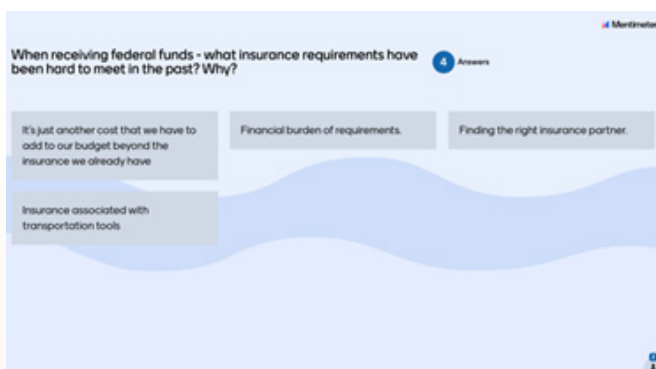 Mentimeter
When receiving federal funds - what insurance requirements have
been hard to meet in the past? Why?
4 Answers
It's just another cost that we have to
add to our budget beyond the
insurance we already have
Financial burden of requirements.
Finding the right insurance partner.
Insurance associated with
transportation tools